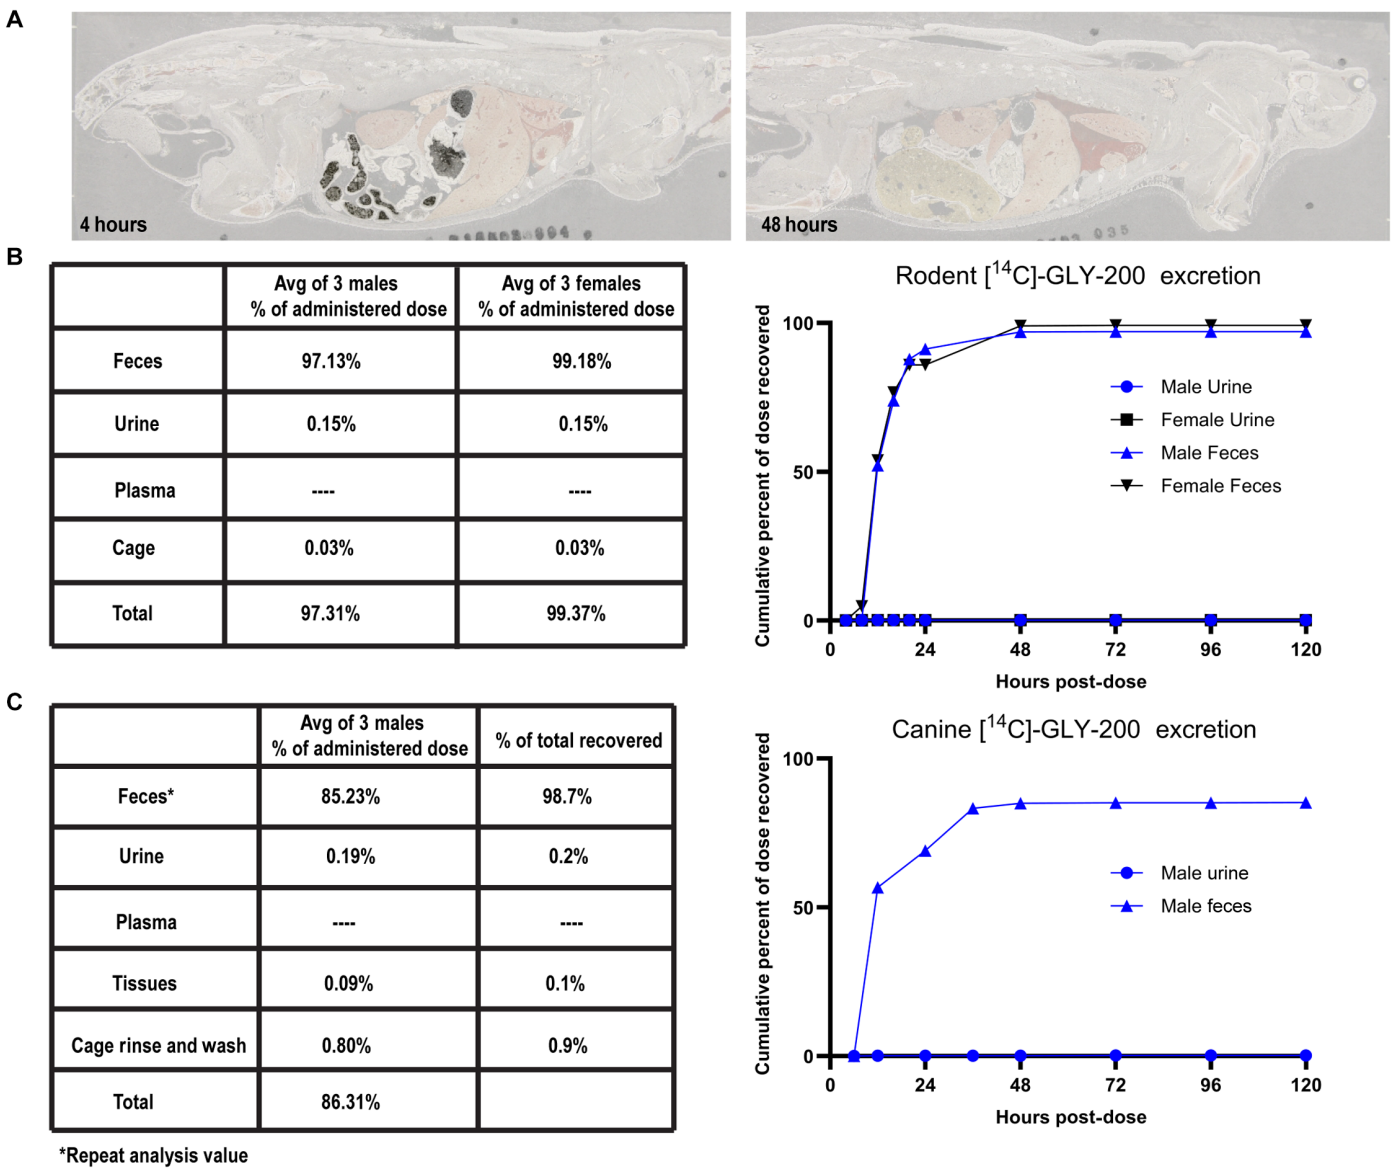 A
4 hours
48 hours
035
B
Avg of 3 males
% of administered dose
Avg of 3 females
% of administered dose
Feces
97.13%
99.18%
Urine
0.15%
0.15%
Plasma
----
----
Cage
0.03%
0.03%
Total
97.31%
99.37%
Rodent [14C]-GLY-200 excretion
Cumulative percent of dose recovered
100
50
0
Male Urine
Female Urine
Male Feces
Female Feces
0
24
48
72
96
120
Hours post-dose
C
Avg of 3 males
% of administered dose
% of total recovered
Feces*
85.23%
98.7%
Urine
0.19%
0.2%
Plasma
----
----
Tissues
0.09%
0.1%
Cage rinse and wash
0.80%
0.9%
Total
86.31%
*Repeat analysis value
Canine [14C]-GLY-200 excretion
Cumulative percent of dose recovered
100
50
0
Male urine
Male feces
0
24
48
72
96
120
Hours post-dose